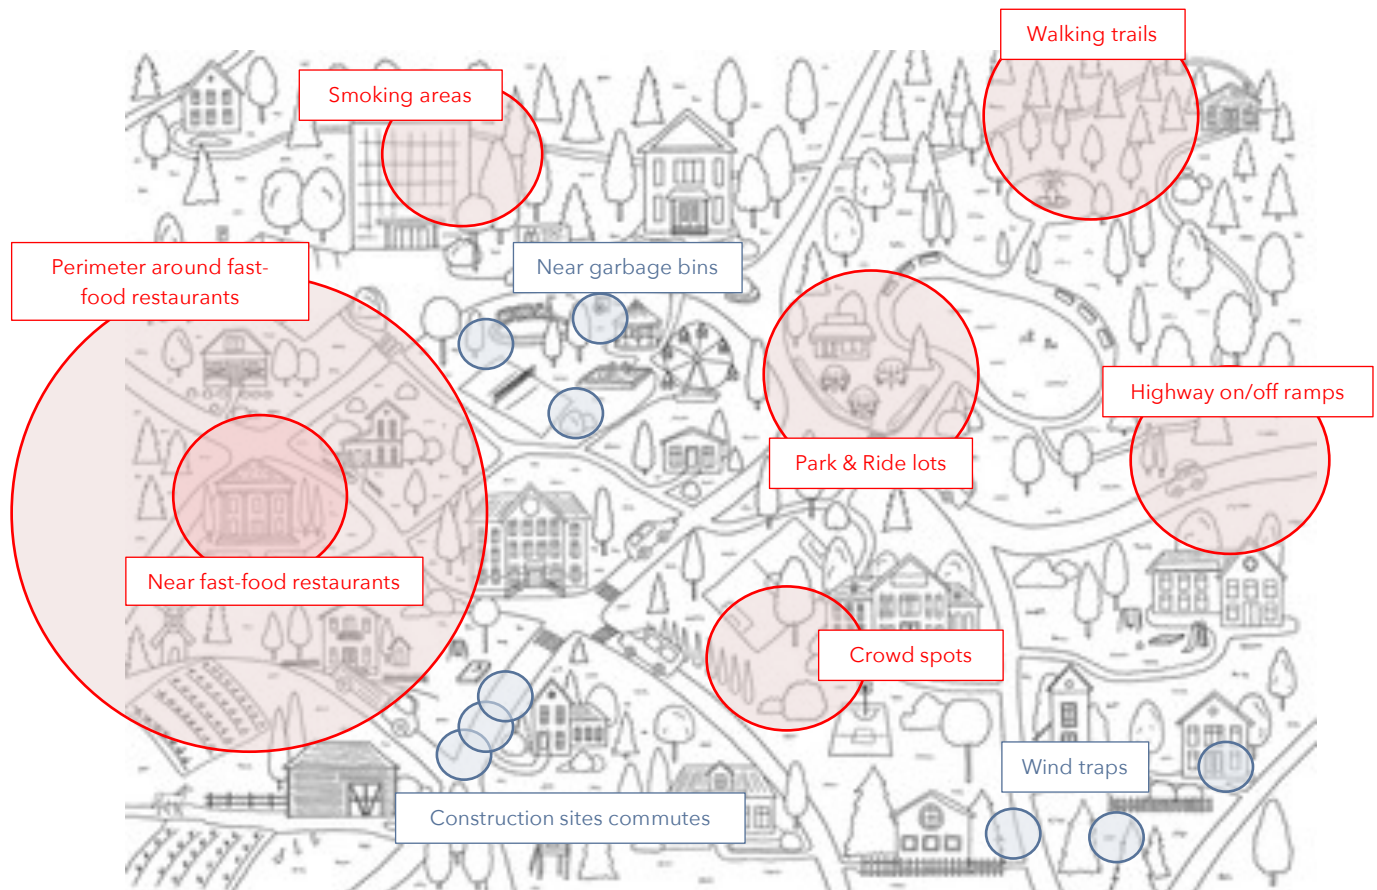 Walking trails
Smoking areas
Near garbage bins
Perimeter around fast-
food restaurants
Highway on/off ramps
Park & Ride lots
Near fast-food restaurants
Crowd spots
Wind traps
Construction sites commutes